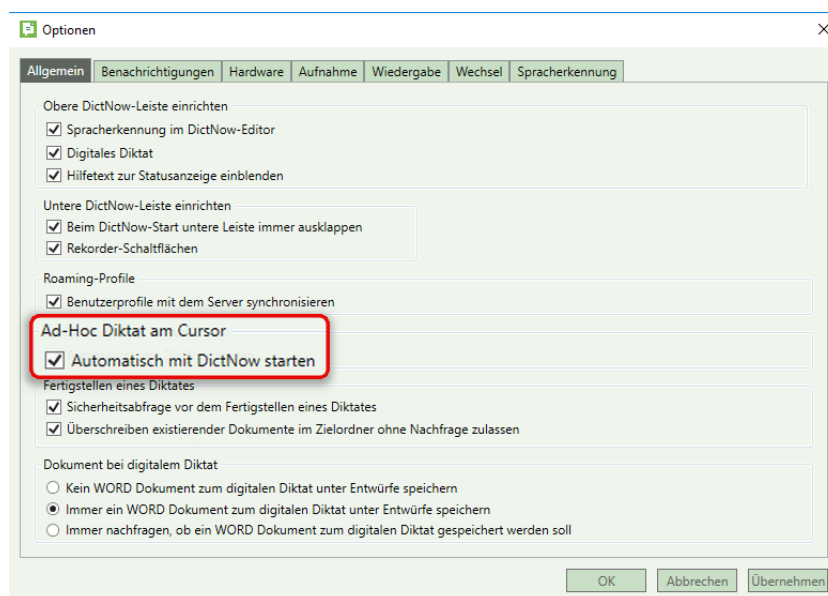 Optionen
Allgemein Benachrichtigungen Hardware Aufnahme Wiedergabe Wechsel Spracherkennung
Obere DictNow-Leiste einrichten
Spracherkennung im DictNow-Editor
Digitales Diktat
Hilfetext zur Statusanzeige einblenden
Untere DictNow-Leiste einrichten
Beim DictNow-Start untere Leiste immer ausklappen
Rekorder-Schaltflächen
Roaming-Profile
Benutzerprofile mit dem Server synchronisieren
Ad-Hoc Diktat am Cursor
Automatisch mit DictNow starten
Fertigstellen eines Diktates
Sicherheitsabfrage vor dem Fertigstellen eines Diktates
Überschreiben existierender Dokumente im Zielordner ohne Nachfrage zulassen
Dokument bei digitalem Diktat
Kein WORD Dokument zum digitalen Diktat unter Entwürfe speichern
Immer ein WORD Dokument zum digitalen Diktat unter Entwürfe speichern
Immer nachfragen, ob ein WORD Dokument zum digitalen Diktat gespeichert werden soll
OK Abbrechen Übernehmen